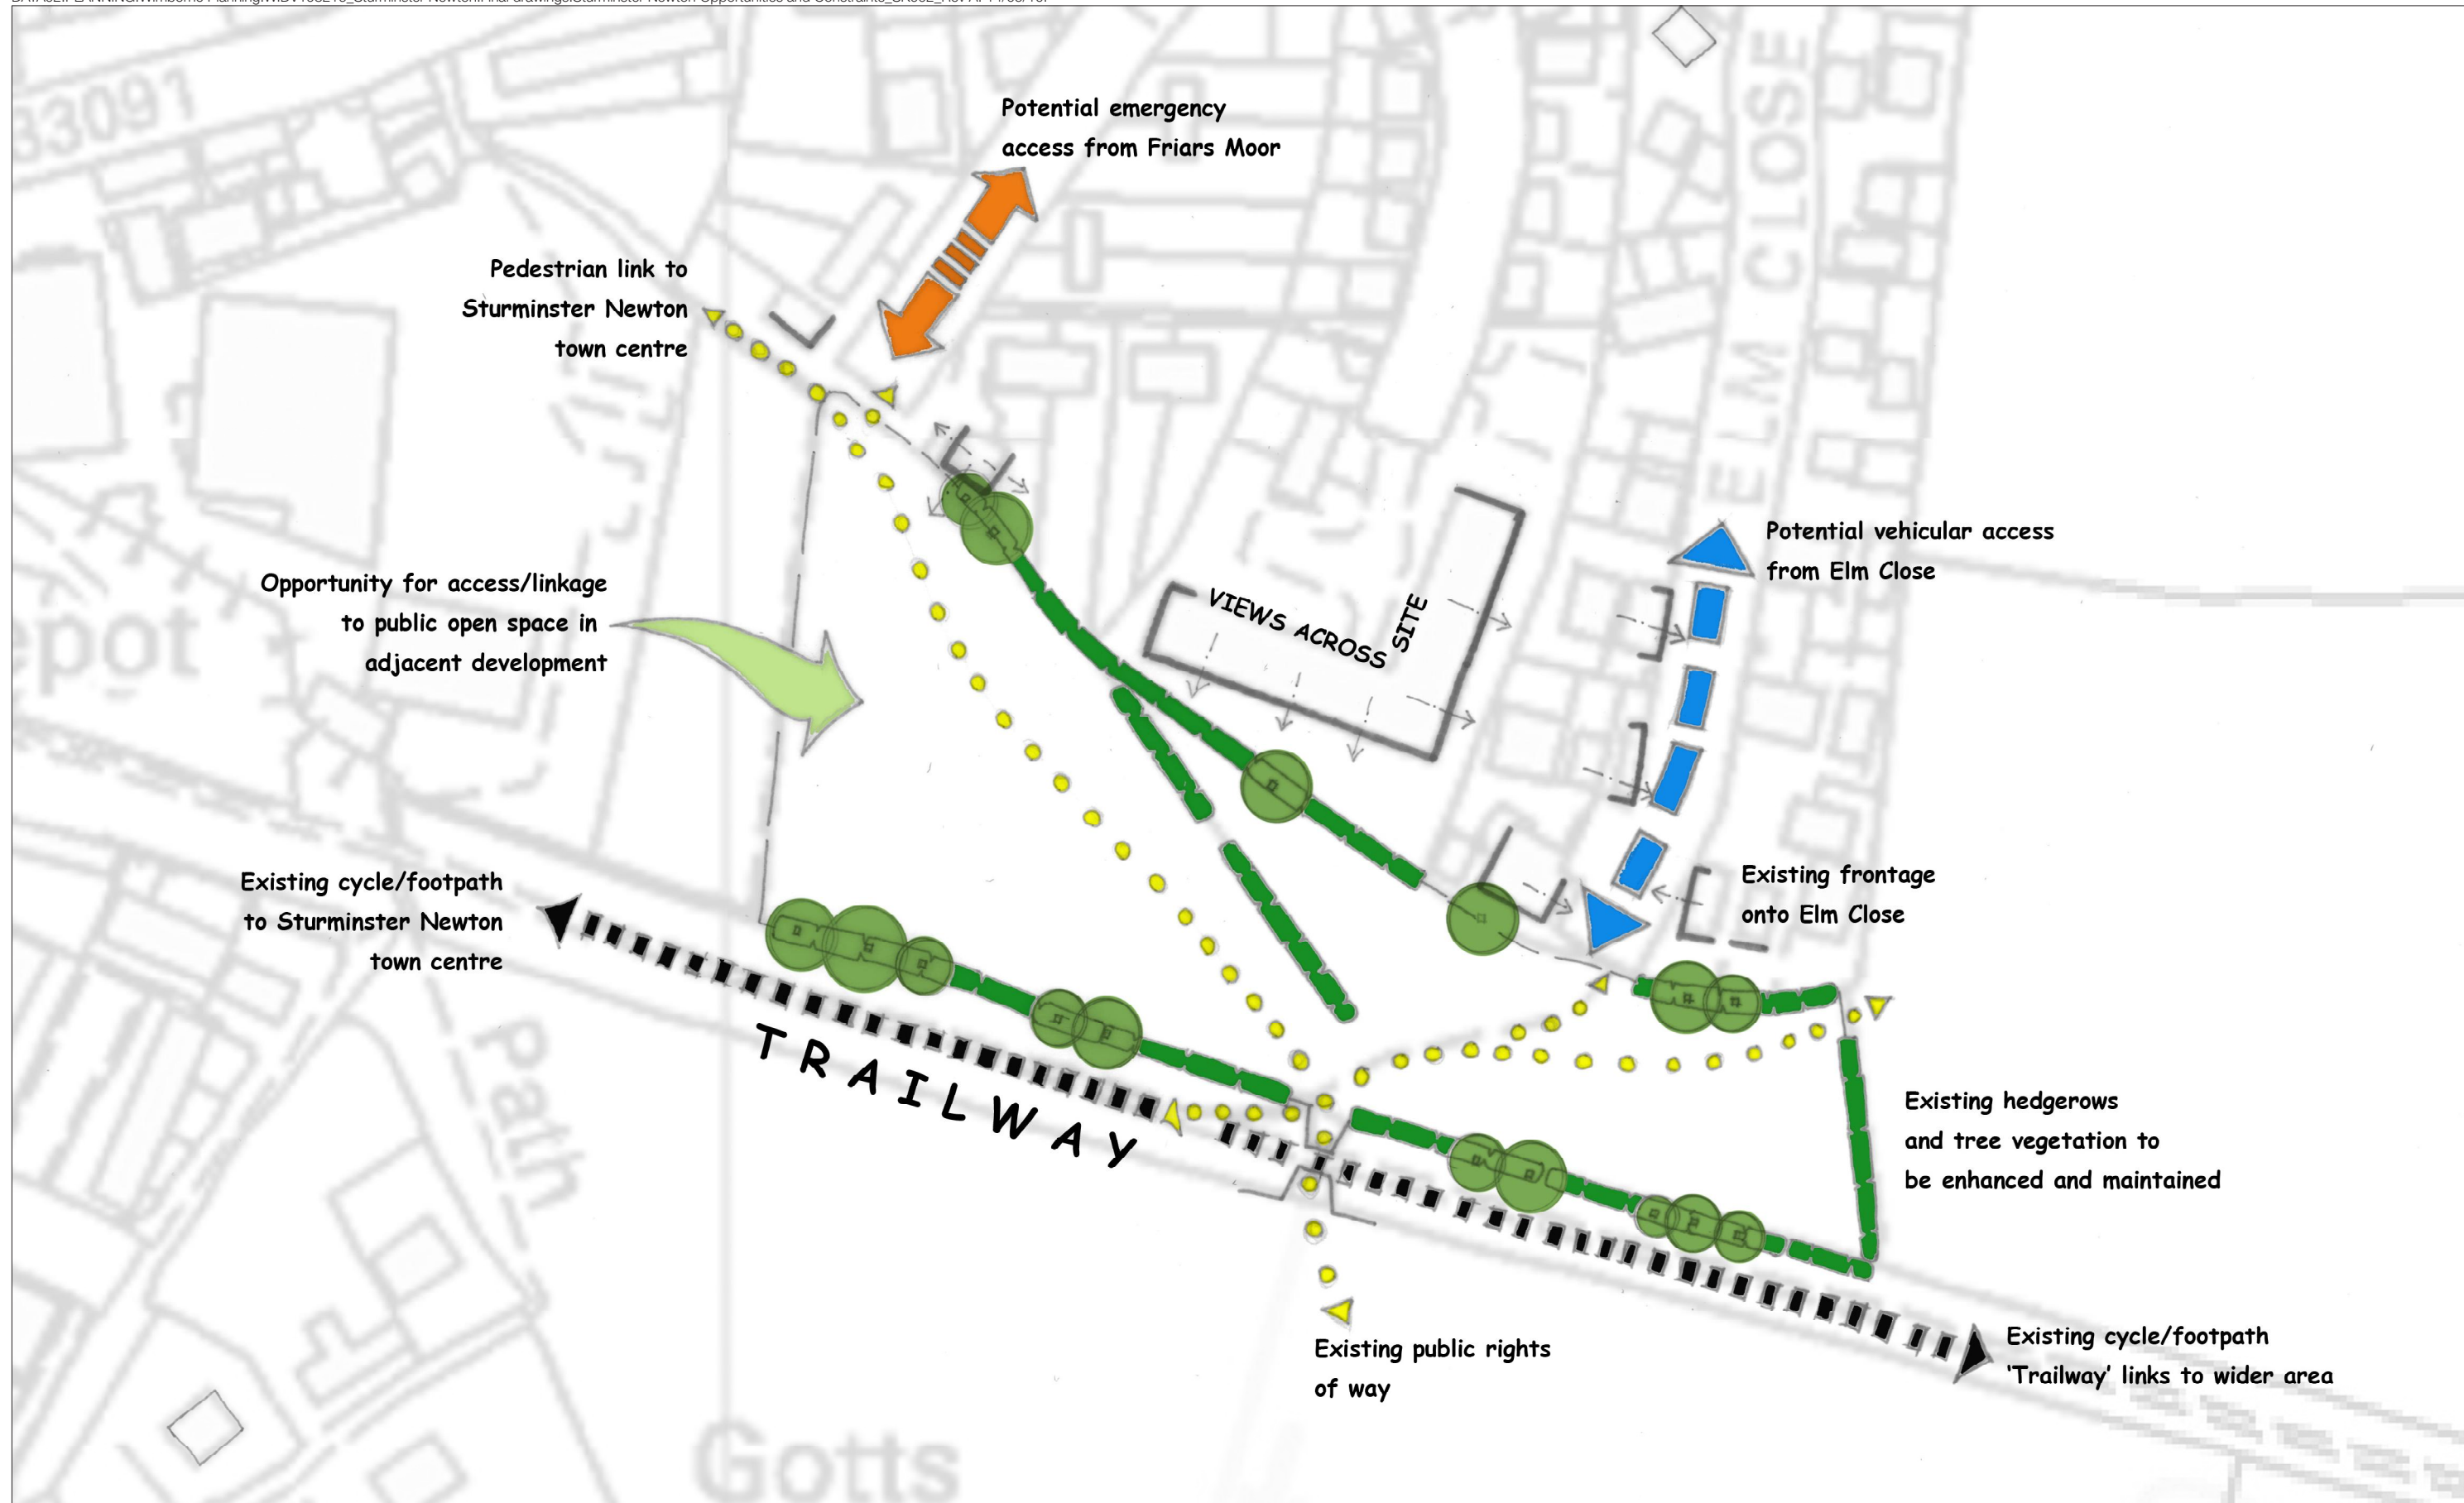 33091
Potential emergency
access from Friars Moor
ELM CLOSE
Pedestrian link to
Sturminster Newton
town centre
Potential vehicular access
from Elm Close
Opportunity for access/linkage
to public open space in
adjacent development
VIEWS ACROSS SITE
epot
Existing cycle/footpath
to Sturminster Newton
town centre
Existing frontage
onto Elm Close
TRAILWAY
Path
Existing hedgerows
and tree vegetation to
be enhanced and maintained
Existing public rights
of way
Existing cycle/footpath
'Trailway' links to wider area
Gotts